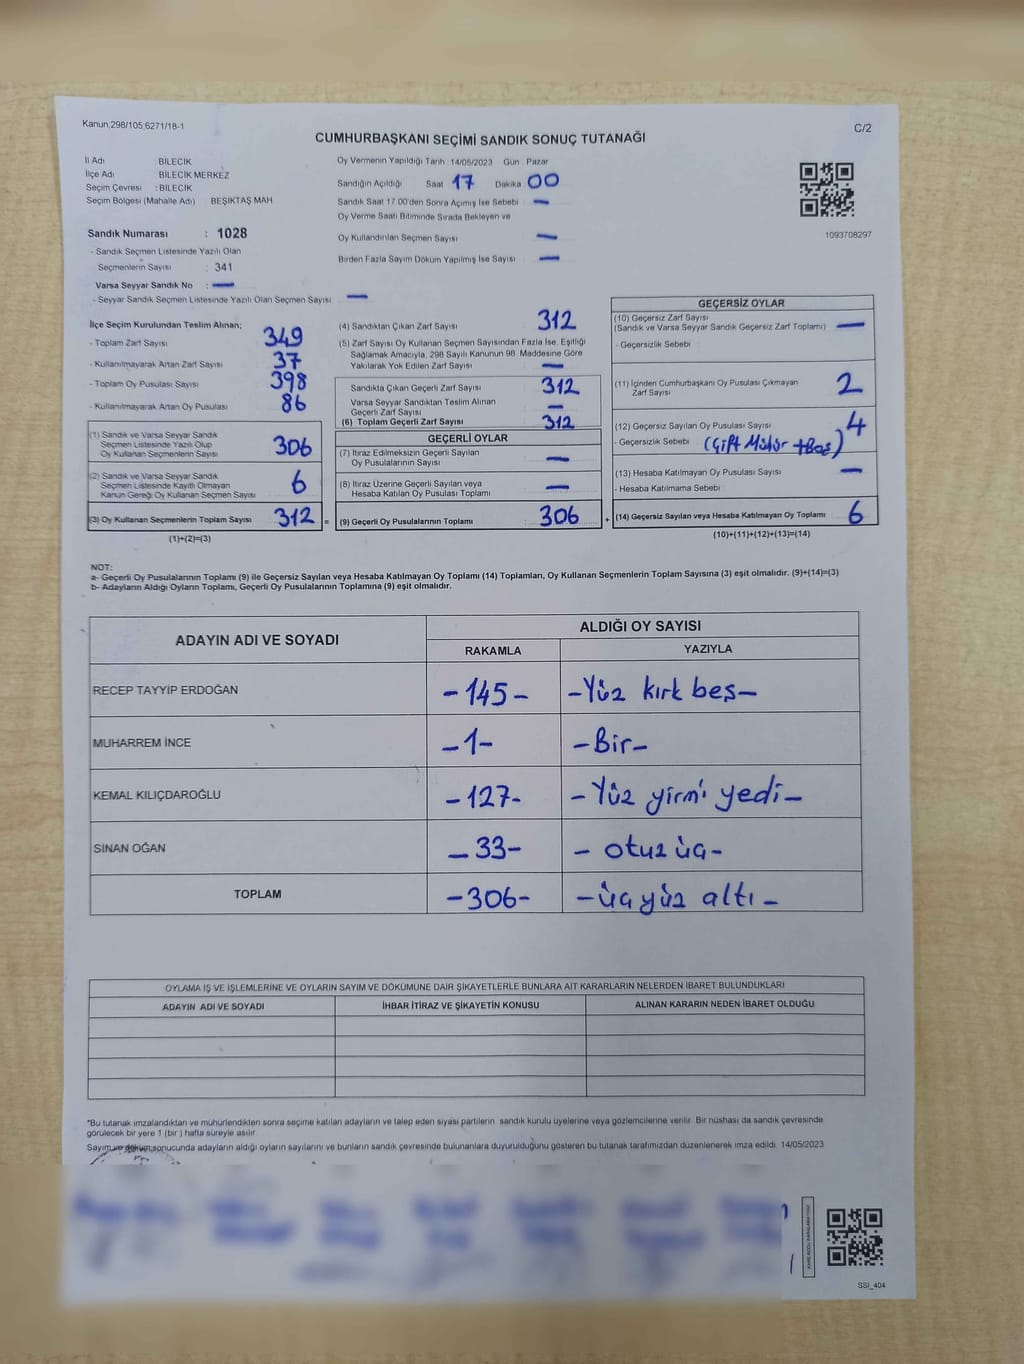 Kanun,298/105,6271/18-1
C/2
CUMHURBAŞKANI SEÇİMİ SANDIK SONUÇ TUTANAĞI
İl Adı BİLECİK
İlçe Adı BİLECİK MERKEZ
Seçim Çevresi : BİLECİK
Seçim Bölgesi (Mahalle Adı) BEŞIKTAŞ MAH
Sandık Numarası : 1028
- Sandık Seçmen Listesinde Yazılı Olan
Seçmenlerin Sayısı : 341
Varsa Seyyar Sandık No : —
- Seyyar Sandık Seçmen Listesinde Yazılı Olan Seçmen Sayısı —
Oy Vermenin Yapıldığı Tarih 14/05/2023 Gün Pazar
Sandığın Açıldığı Saat 17 Dakika 00
Sandık Saat 17:00'den Sonra Açımış İse Sebebi —
Oy Verme Saati Bitiminde Sırada Bekleyen ve
Oy Kullandırılan Seçmen Sayısı —
Birden Fazla Sayım Döküm Yapılmış İse Sayısı —
1093708297
İlçe Seçim Kurulundan Teslim Alınan;
- Toplam Zarf Sayısı 349
- Kullanılmayarak Artan Zarf Sayısı 37
- Toplam Oy Pusulası Sayısı 398
- Kullanılmayarak Artan Oy Pusulası 86
(1) Sandık ve Varsa Seyyar Sandık
Seçmen Listesinde Yazılı Olup
Oy Kullanan Seçmenlerin Sayısı 306
(2) Sandık ve Varsa Seyyar Sandık
Seçmen Listesinde Kayıtlı Olmayan
Kanun Gereği Oy Kullanan Seçmen Sayısı 6
(3) Oy Kullanan Seçmenlerin Toplam Sayısı 312 =
(1)+(2)=(3)
(4) Sandıktan Çıkan Zarf Sayısı 312
(5) Zarf Sayısı Oy Kullanan Seçmen Sayısından Fazla İse, Eşitliği
Sağlamak Amacıyla, 298 Sayılı Kanunun 98. Maddesine Göre
Yakılarak Yok Edilen Zarf Sayısı —
Sandıkta Çıkan Geçerli Zarf Sayısı 312
Varsa Seyyar Sandıktan Teslim Alınan
Geçerli Zarf Sayısı —
(6) Toplam Geçerli Zarf Sayısı 312
GEÇERLİ OYLAR
(7) İtiraz Edilmeksizin Geçerli Sayılan
Oy Pusulalarının Sayısı —
(8) İtiraz Üzerine Geçerli Sayılan veya
Hesaba Katılan Oy Pusulası Toplamı —
(9) Geçerli Oy Pusulalarının Toplamı 306 +
GEÇERSİZ OYLAR
(10) Geçersiz Zarf Sayısı
(Sandık ve Varsa Seyyar Sandık Geçersiz Zarf Toplamı) —
- Geçersizlik Sebebi
(11) İçinden Cumhurbaşkanı Oy Pusulası Çıkmayan
Zarf Sayısı 2
(12) Geçersiz Sayılan Oy Pusulası Sayısı 4
- Geçersizlik Sebebi (Çift Mühür + Boş)
(13) Hesaba Katılmayan Oy Pusulası Sayısı —
- Hesaba Katılmama Sebebi
(14) Geçersiz Sayılan veya Hesaba Katılmayan Oy Toplamı 6
(10)+(11)+(12)+(13)=(14)
NOT:
a- Geçerli Oy Pusulalarının Toplamı (9) ile Geçersiz Sayılan veya Hesaba Katılmayan Oy Toplamı (14) Toplamları, Oy Kullanan Seçmenlerin Toplam Sayısına (3) eşit olmalıdır. (9)+(14)=(3)
b- Adayların Aldığı Oyların Toplamı, Geçerli Oy Pusulalarının Toplamına (9) eşit olmalıdır.
ADAYIN ADI VE SOYADI ALDIĞI OY SAYISI
RAKAMLA YAZIYLA
RECEP TAYYİP ERDOĞAN -145- -Yüz kırk beş-
MUHARREM İNCE -1- -Bir-
KEMAL KILIÇDAROĞLU -127- -Yüz yirmi yedi-
SİNAN OĞAN -33- -otuz üç-
TOPLAM -306- -üç yüz altı-
OYLAMA İŞ VE İŞLEMLERİNE VE OYLARIN SAYIM VE DÖKÜMÜNE DAİR ŞİKAYETLERLE BUNLARA AİT KARARLARIN NELERDEN İBARET BULUNDUKLARI
ADAYIN ADI VE SOYADI İHBAR İTİRAZ VE ŞİKAYETİN KONUSU ALINAN KARARIN NEDEN İBARET OLDUĞU
*Bu tutanak imzalandıktan ve mühürlendikten sonra seçime katılan adayların ve talep eden siyasi partilerin sandık kurulu üyelerine veya gözlemcilerine verilir. Bir nüshası da sandık çevresinde
görülecek bir yere 1 (bir) hafta süreyle asılır.
Sayım ve döküm sonucunda adayların aldığı oyların sayılarını ve bunların sandık çevresinde bulunanlara duyurulduğunu gösteren bu tutanak tarafımızdan düzenlenerek imza edildi. 14/05/2023
SSI_404